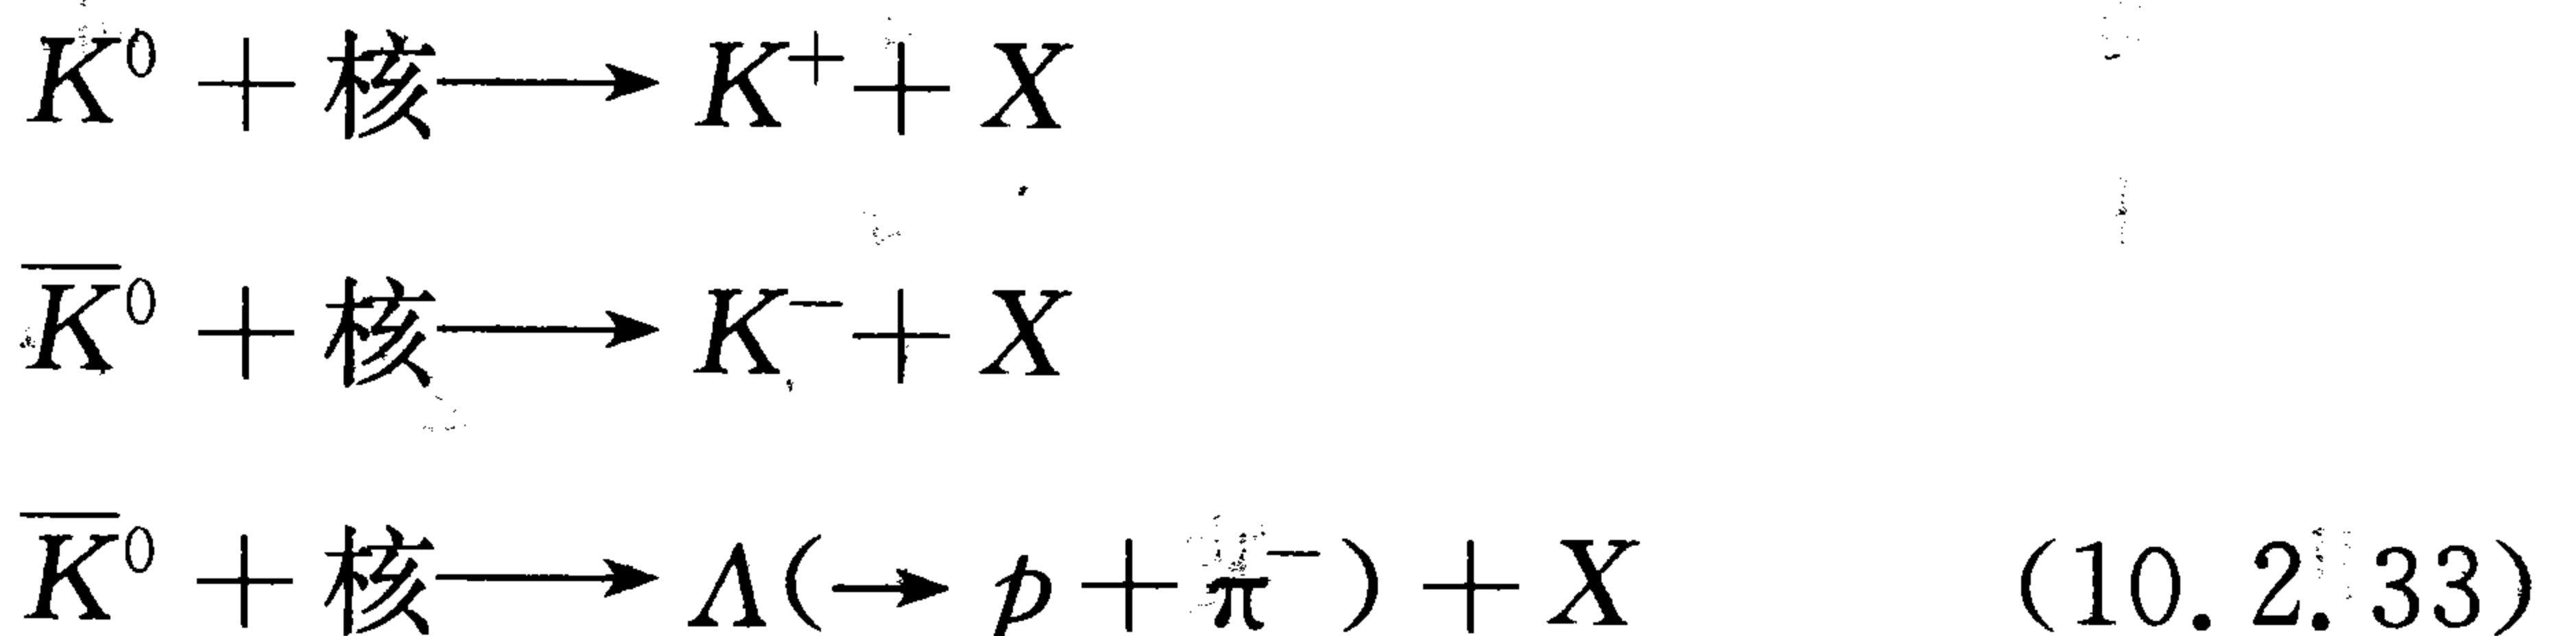 K⁰ + 核 ⟶ K⁺ + X
K̅⁰ + 核 ⟶ K⁻ + X
K̅⁰ + 核 ⟶ Λ(→ p + π⁻) + X (10.2.33)